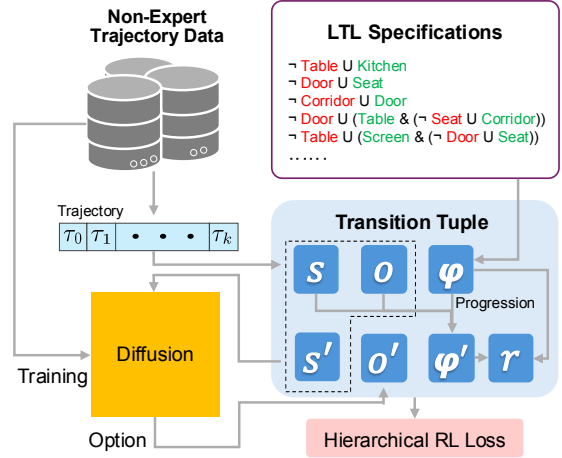 Non-Expert
Trajectory Data
LTL Specifications
¬ Table U Kitchen
¬ Door U Seat
¬ Corridor U Door
¬ Door U (Table & (¬ Seat U Corridor))
¬ Table U (Screen & (¬ Door U Seat))
......
Trajectory
τ₀ τ₁ • • • τₖ
Transition Tuple
s o φ
Progression
s′ o′ φ′ r
Diffusion
Training
Option
Hierarchical RL Loss